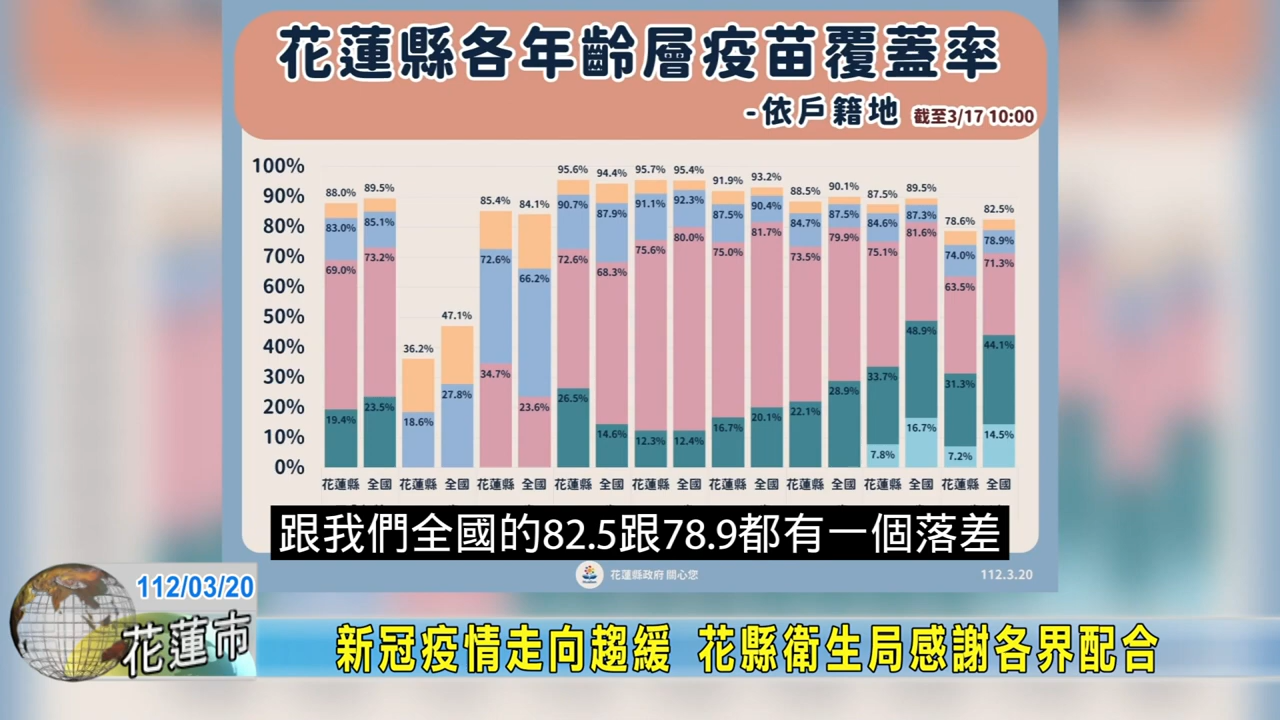 花蓮縣各年齡層疫苗覆蓋率
-依戶籍地 截至3/17 10:00
100%
90%
80%
70%
60%
50%
40%
30%
20%
10%
0%
88.0% 89.5% 36.2% 47.1% 85.4% 84.1% 95.6% 94.4% 95.7% 95.4% 91.9% 93.2% 88.5% 90.1% 87.5% 89.5% 78.6% 82.5%
83.0% 85.1% 18.6% 27.8% 72.6% 66.2% 90.7% 87.9% 91.1% 92.3% 87.5% 90.4% 84.7% 87.5% 84.6% 87.3% 74.0% 78.9%
69.0% 73.2% 34.7% 23.6% 72.6% 68.3% 75.6% 80.0% 75.0% 81.7% 73.5% 79.9% 75.1% 81.6% 63.5% 71.3%
19.4% 23.5% 26.5% 14.6% 12.3% 12.4% 16.7% 20.1% 22.1% 28.9% 33.7% 48.9% 31.3% 44.1%
7.8% 16.7% 7.2% 14.5%
花蓮縣 全國 花蓮縣 全國 花蓮縣 全國 花蓮縣 全國 花蓮縣 全國 花蓮縣 全國 花蓮縣 全國 花蓮縣 全國 花蓮縣 全國
跟我們全國的82.5跟78.9都有一個落差
花蓮縣政府 關心您
112.3.20
112/03/20
花蓮市
新冠疫情走向趨緩 花縣衛生局感謝各界配合